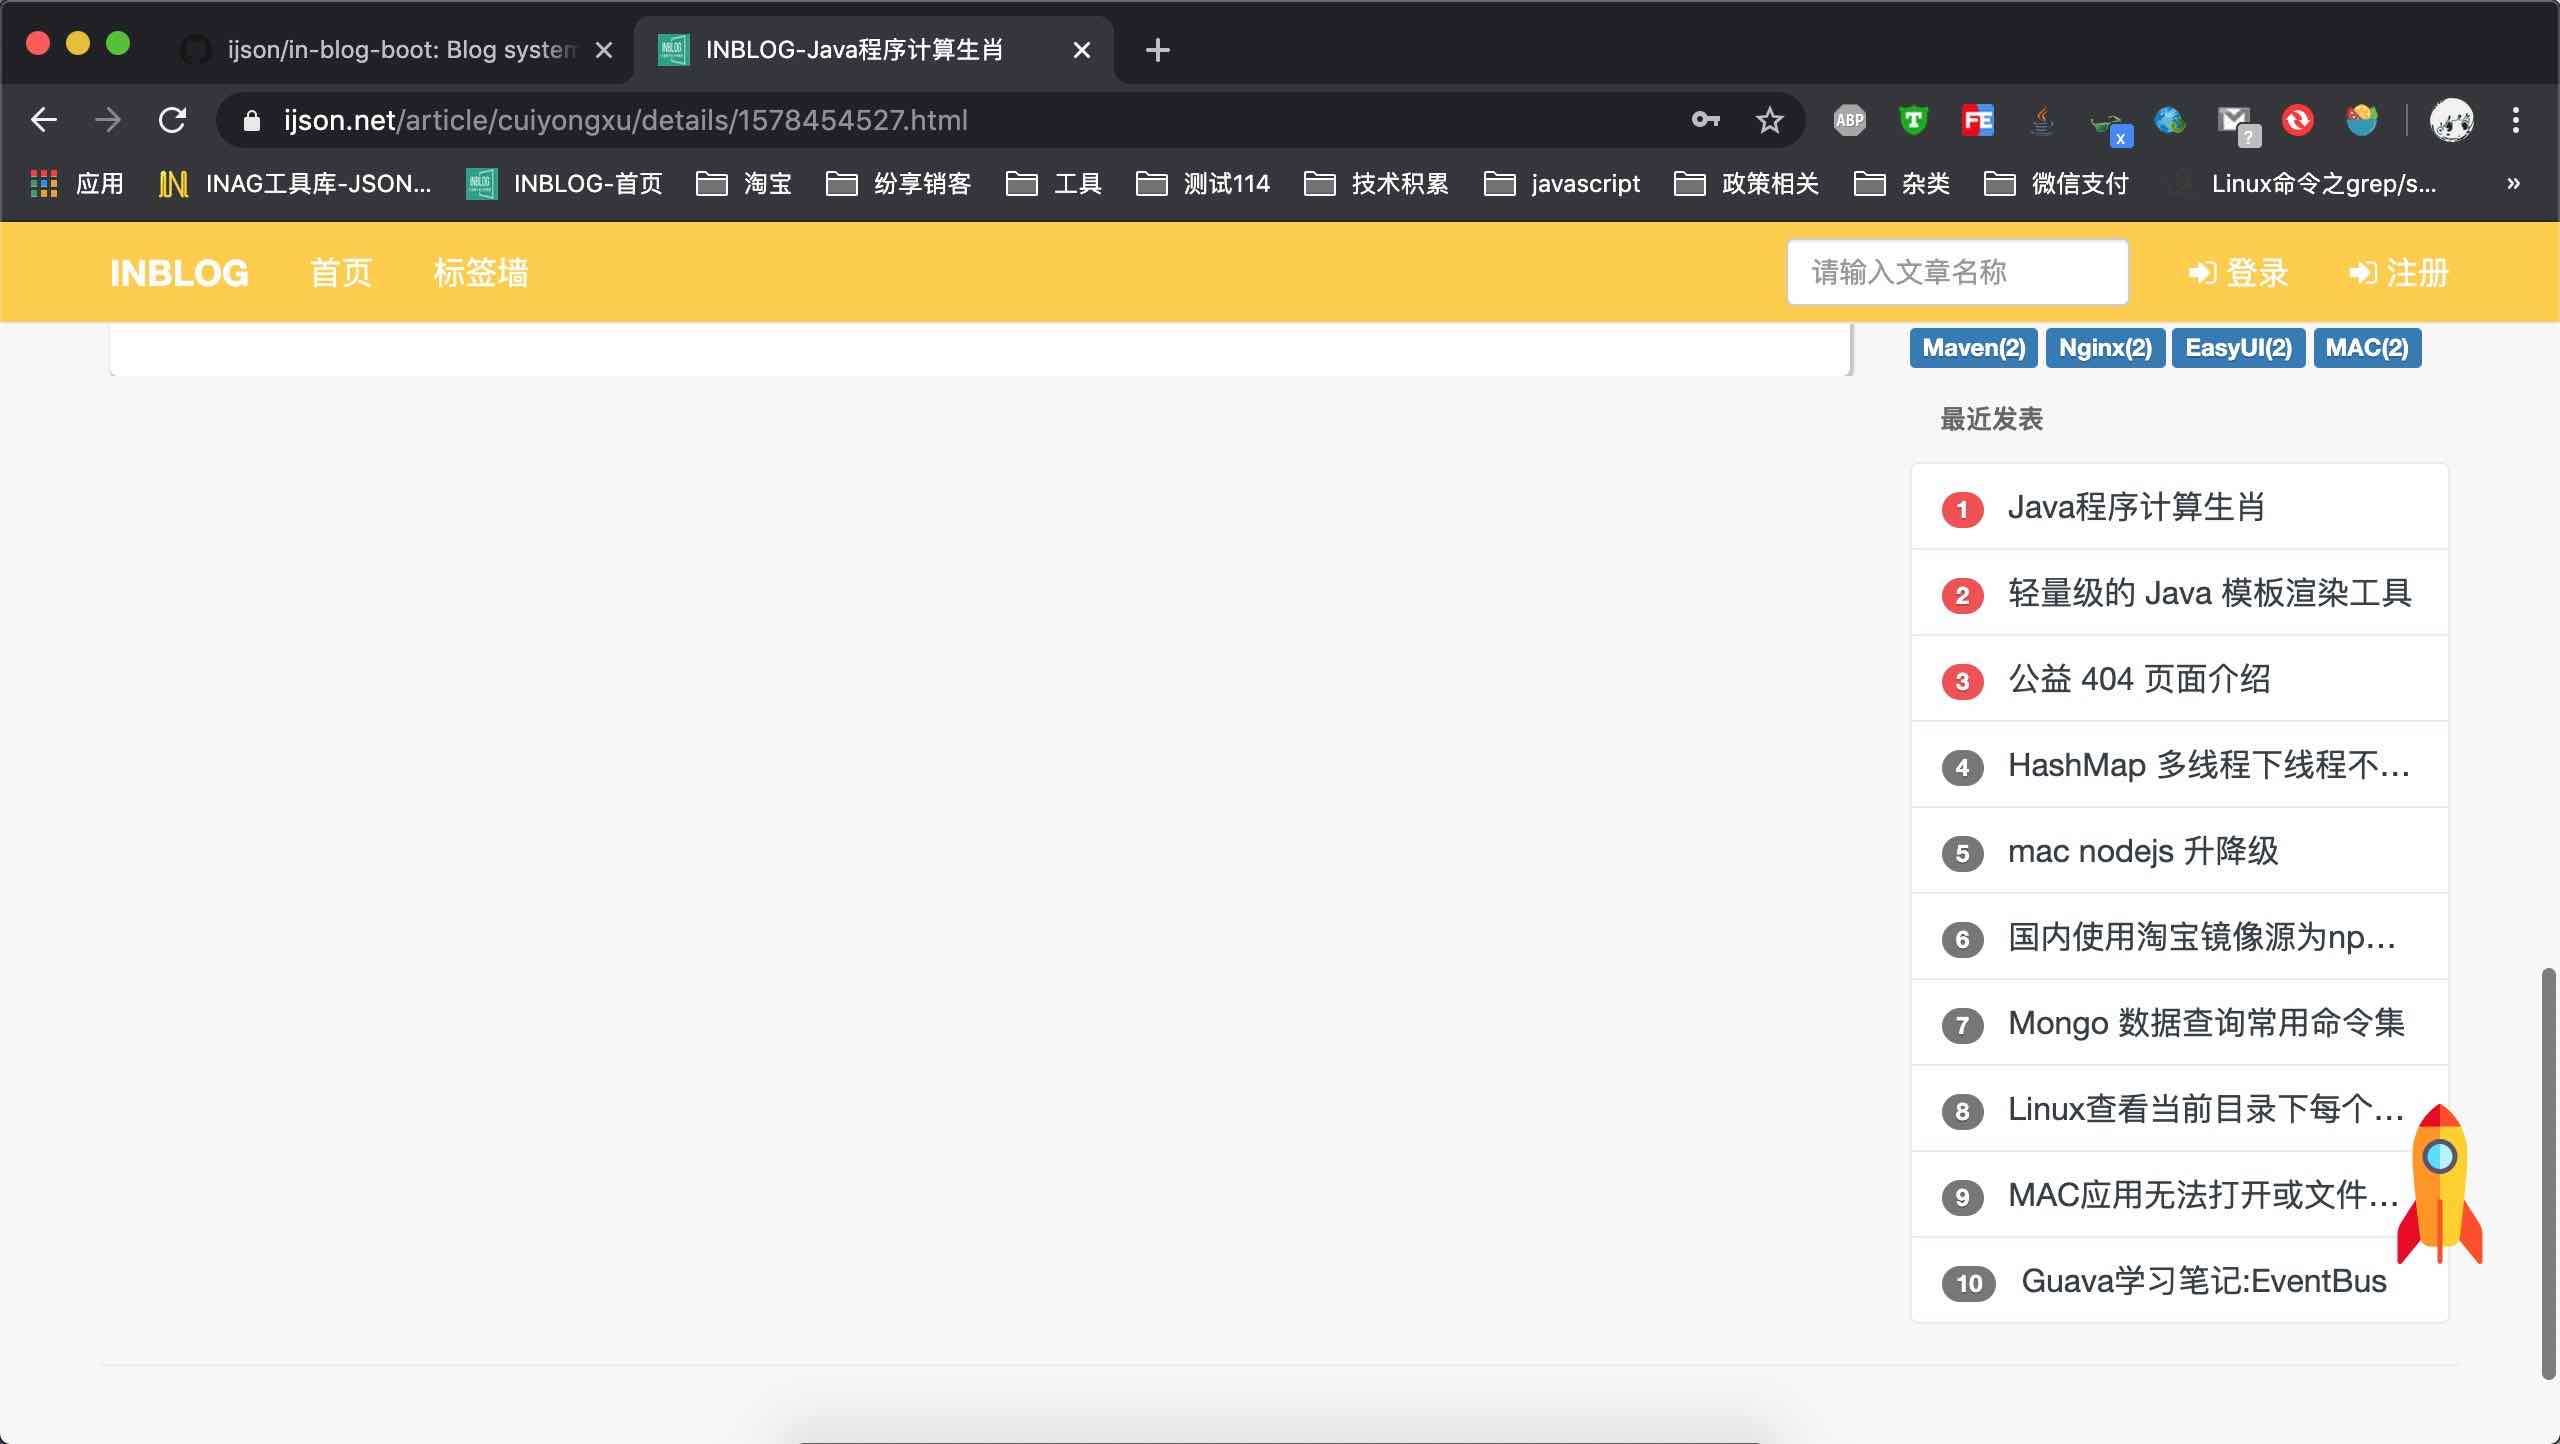 ijson/in-blog-boot: Blog system
INBLOG-Java程序计算生肖
ijson.net/article/cuiyongxu/details/1578454527.html
ABP
T
FE
x
?
应用
INAG工具库-JSON...
INBLOG-首页
淘宝
纷享销客
工具
测试114
技术积累
javascript
政策相关
杂类
微信支付
Linux命令之grep/s...
»
INBLOG 首页 标签墙 请输入文章名称 登录 注册
Maven(2) Nginx(2) EasyUI(2) MAC(2)
最近发表
1 Java程序计算生肖
2 轻量级的 Java 模板渲染工具
3 公益 404 页面介绍
4 HashMap 多线程下线程不...
5 mac nodejs 升降级
6 国内使用淘宝镜像源为np...
7 Mongo 数据查询常用命令集
8 Linux查看当前目录下每个...
9 MAC应用无法打开或文件...
10 Guava学习笔记:EventBus